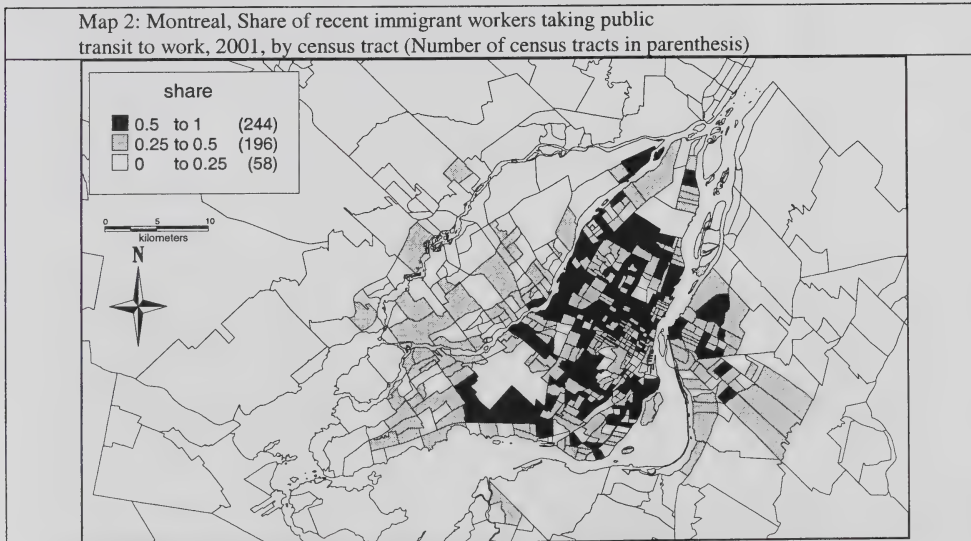 Map 2: Montreal, Share of recent immigrant workers taking public
transit to work, 2001, by census tract (Number of census tracts in parenthesis)
share
0.5 to 1 (244)
0.25 to 0.5 (196)
0 to 0.25 (58)
0 5 10
kilometers
N